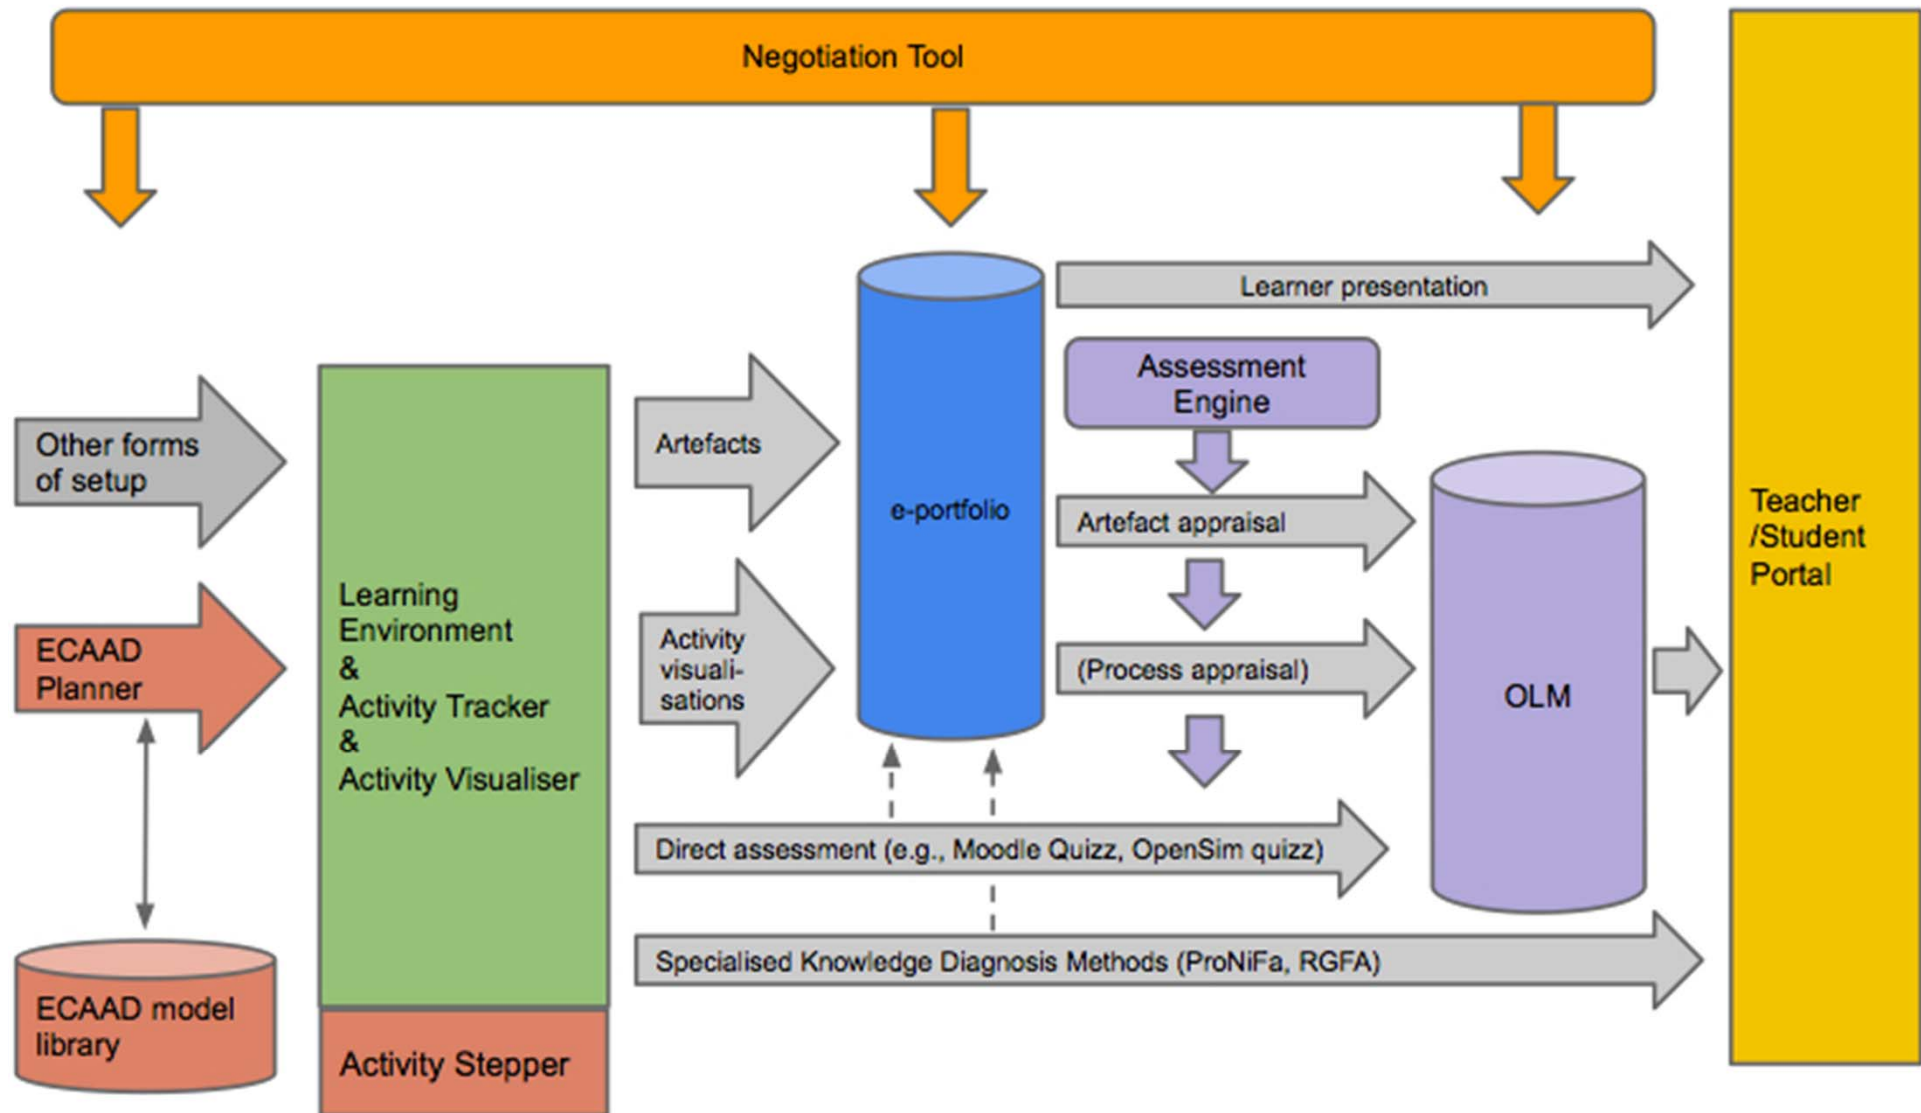 Negotiation Tool
Learner presentation
Assessment
Engine
Other forms
of setup
Artefacts
e-portfolio
Artefact appraisal
Teacher
/Student
Portal
ECAAD
Planner
Learning
Environment
&
Activity Tracker
&
Activity Visualiser
Activity
visuali-
sations
(Process appraisal)
OLM
Direct assessment (e.g., Moodle Quizz, OpenSim quizz)
Specialised Knowledge Diagnosis Methods (ProNiFa, RGFA)
ECAAD model
library
Activity Stepper